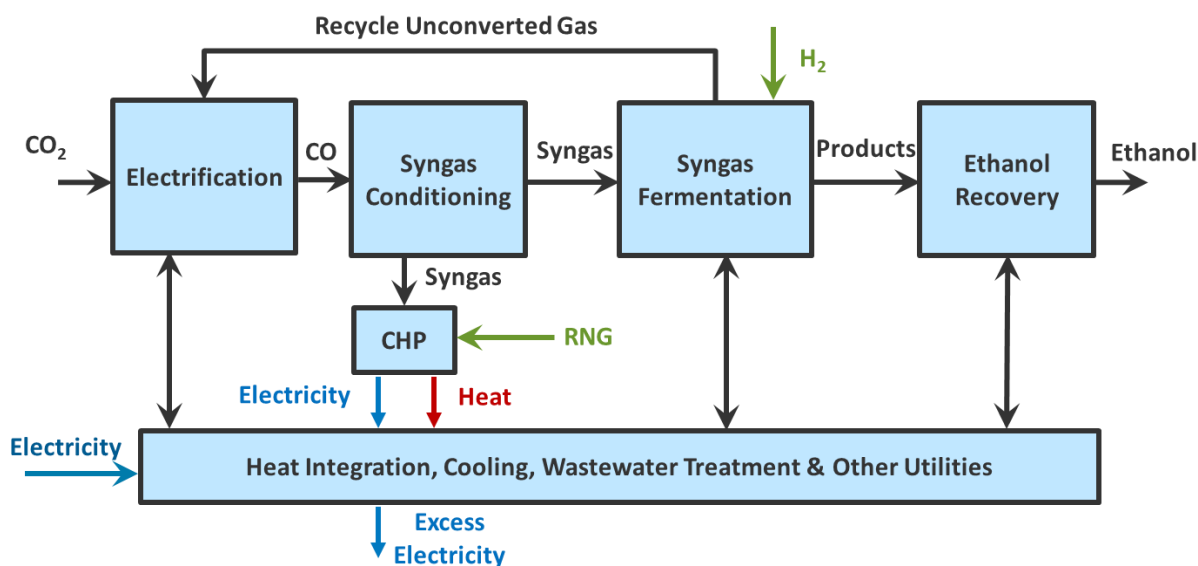 Recycle Unconverted Gas
H₂
CO₂
Electrification
CO
Syngas
Conditioning
Syngas
Syngas
Fermentation
Products
Ethanol
Recovery
Ethanol
Syngas
CHP
RNG
Electricity
Heat
Electricity
Heat Integration, Cooling, Wastewater Treatment & Other Utilities
Excess
Electricity